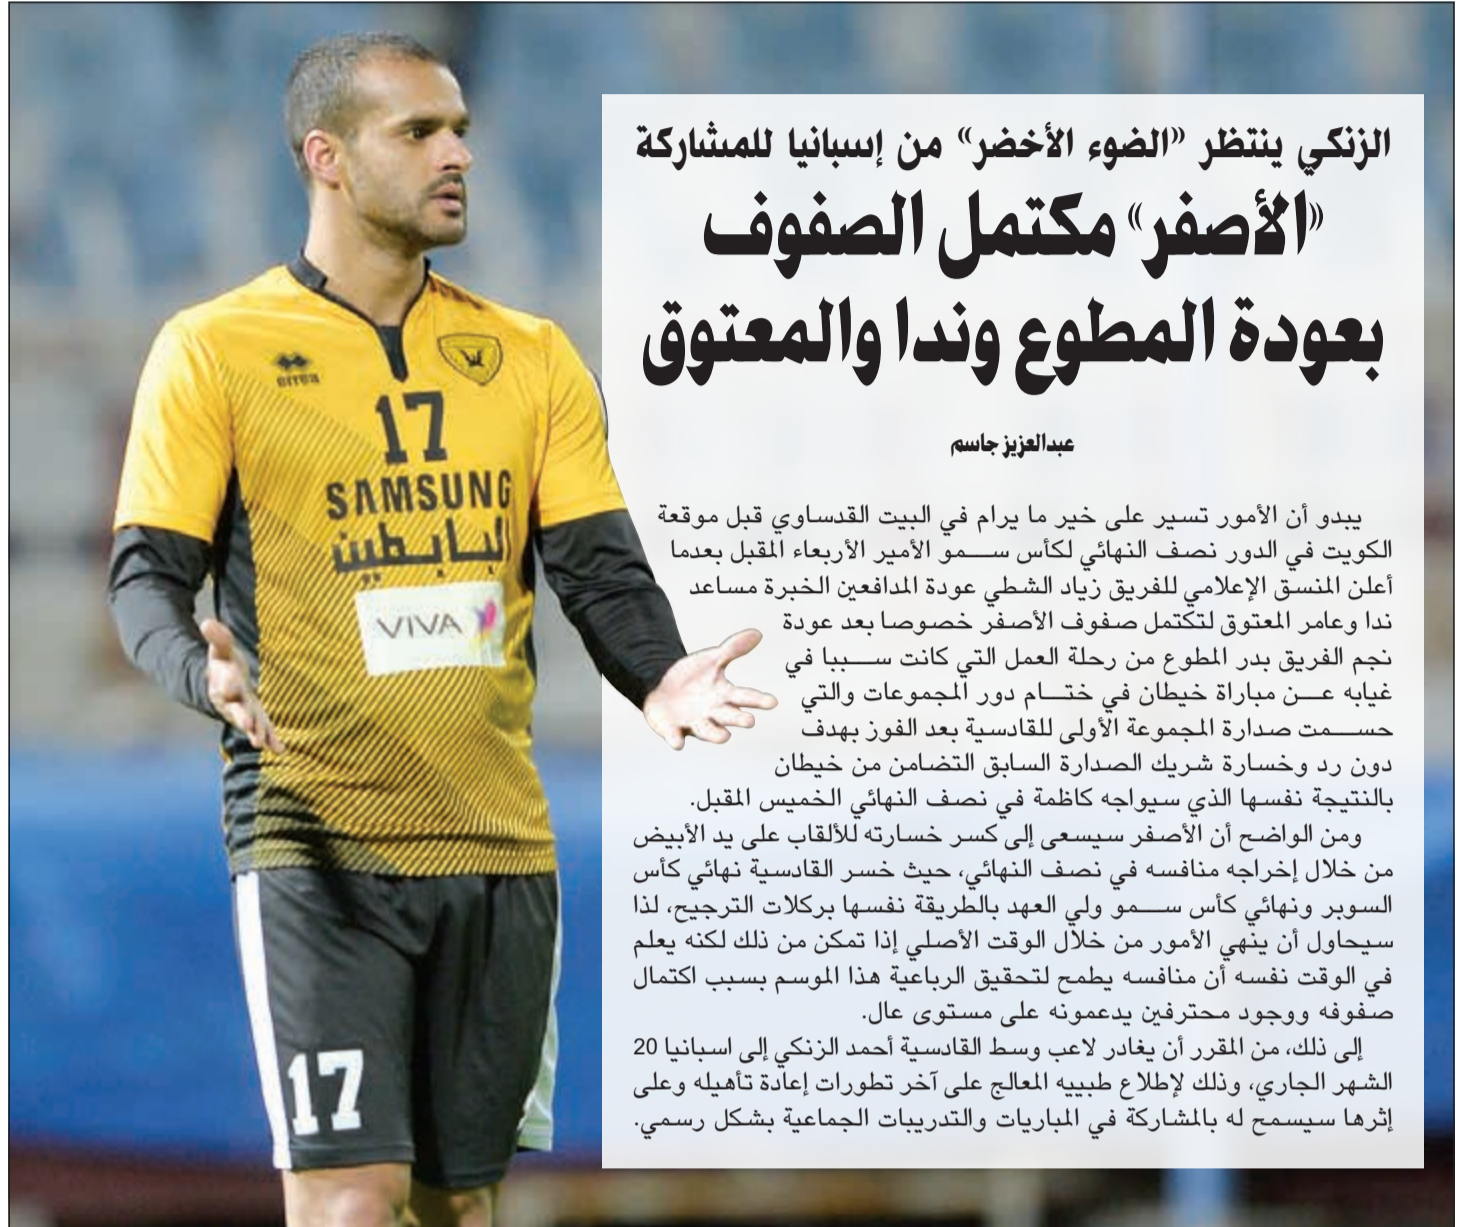 الزنكي ينتظر «الضوء الأخضر» من إسبانيا للمشاركة
«الأصفر» مكتمل الصفوف
بعودة المطوع وندا والمعتوق
عبدالعزيز جاسم
يبدو أن الأمور تسير على خير ما يرام في البيت القدساوي قبل موقعة
الكويت في الدور نصف النهائي لكأس سمو الأمير الأربعاء المقبل بعدما
أعلن المنسق الإعلامي للفريق زياد الشطي عودة المدافعين الخبرة مساعد
ندا وعامر المعتوق لتكتمل صفوف الأصفر خصوصا بعد عودة
نجم الفريق بدر المطوع من رحلة العمل التي كانت سببا في
غيابه عن مباراة خيطان في ختام دور المجموعات والتي
حسمت صدارة المجموعة الأولى للقادسية بعد الفوز بهدف
دون رد وخسارة شريك الصدارة السابق التضامن من خيطان
بالنتيجة نفسها الذي سيواجه كاظمة في نصف النهائي الخميس المقبل.
ومن الواضح أن الأصفر سيسعى إلى كسر خسارته للألقاب على يد الأبيض
من خلال إخراجه منافسه في نصف النهائي، حيث خسر القادسية نهائي كأس
السوبر ونهائي كأس سمو ولي العهد بالطريقة نفسها بركلات الترجيح، لذا
سيحاول أن ينهي الأمور من خلال الوقت الأصلي إذا تمكن من ذلك لكنه يعلم
في الوقت نفسه أن منافسه يطمح لتحقيق الرباعية هذا الموسم بسبب اكتمال
صفوفه ووجود محترفين يدعمونه على مستوى عال.
إلى ذلك، من المقرر أن يغادر لاعب وسط القادسية أحمد الزنكي إلى اسبانيا 20
الشهر الجاري، وذلك لإطلاع طبيبه المعالج على آخر تطورات إعادة تأهيله وعلى
إثرها سيسمح له بالمشاركة في المباريات والتدريبات الجماعية بشكل رسمي.
errea
17
SAMSUNG
البابطين
VIVA
17